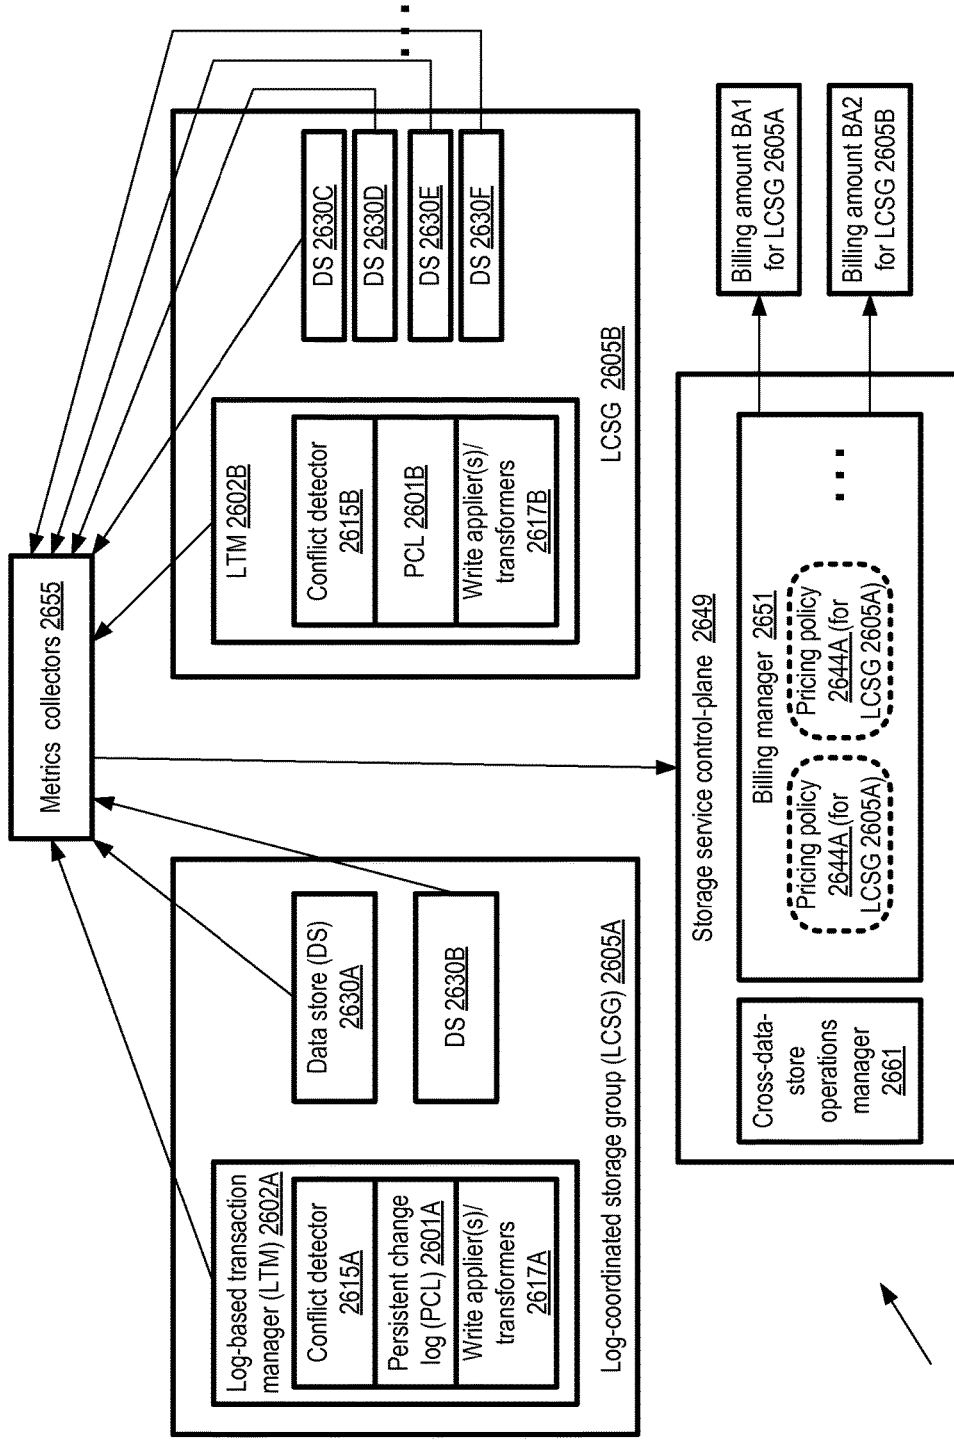 Metrics collectors 2655
Log-based transaction
manager (LTM) 2602A
Conflict detector
2615A
Persistent change
log (PCL) 2601A
Write applier(s)/
transformers
2617A
Data store (DS)
2630A
DS 2630B
Log-coordinated storage group (LCSG) 2605A
LTM 2602B
Conflict detector
2615B
PCL 2601B
Write applier(s)/
transformers
2617B
DS 2630C
DS 2630D
DS 2630E
DS 2630F
LCSG 2605B
Storage service control-plane 2649
Cross-data-
store
operations
manager
2661
Billing manager 2651
Pricing policy
2644A (for
LCSG 2605A)
Pricing policy
2644A (for
LCSG 2605A)
Billing amount BA1
for LCSG 2605A
Billing amount BA2
for LCSG 2605B